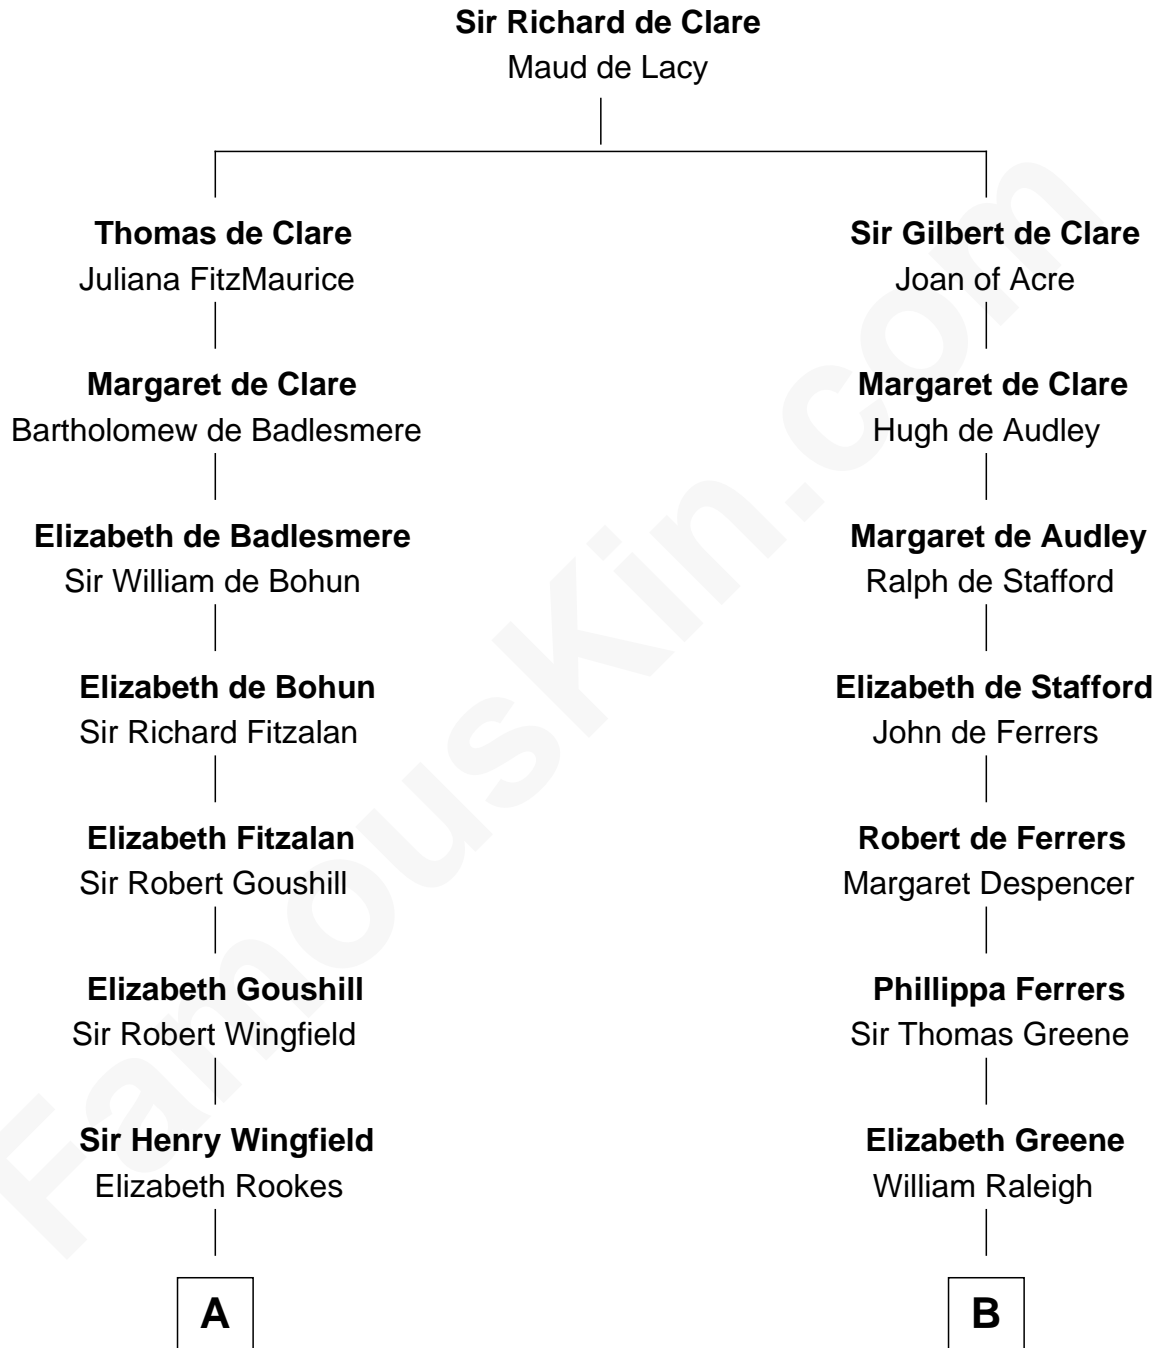 Sir Richard de Clare
Maud de Lacy
Thomas de Clare
Juliana FitzMaurice
Sir Gilbert de Clare
Joan of Acre
Margaret de Clare
Bartholomew de Badlesmere
Margaret de Clare
Hugh de Audley
Elizabeth de Badlesmere
Sir William de Bohun
Margaret de Audley
Ralph de Stafford
Elizabeth de Bohun
Sir Richard Fitzalan
Elizabeth de Stafford
John de Ferrers
Elizabeth Fitzalan
Sir Robert Goushill
Robert de Ferrers
Margaret Despencer
Elizabeth Goushill
Sir Robert Wingfield
Phillippa Ferrers
Sir Thomas Greene
Sir Henry Wingfield
Elizabeth Rookes
Elizabeth Greene
William Raleigh
A
B
FamousKin.com